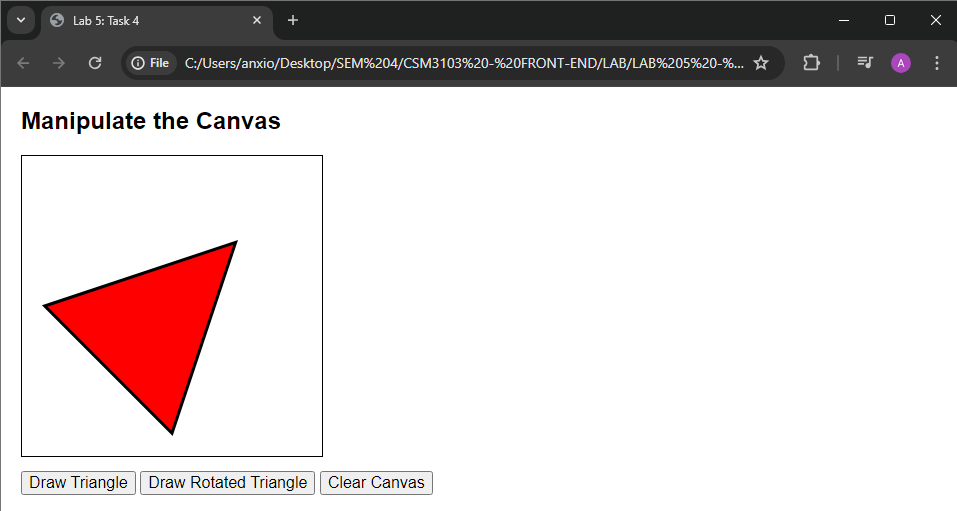 Lab 5: Task 4
File C:/Users/anxio/Desktop/SEM%204/CSM3103%20-%20FRONT-END/LAB/LAB%205%20-%... A
Manipulate the Canvas
Draw Triangle Draw Rotated Triangle Clear Canvas